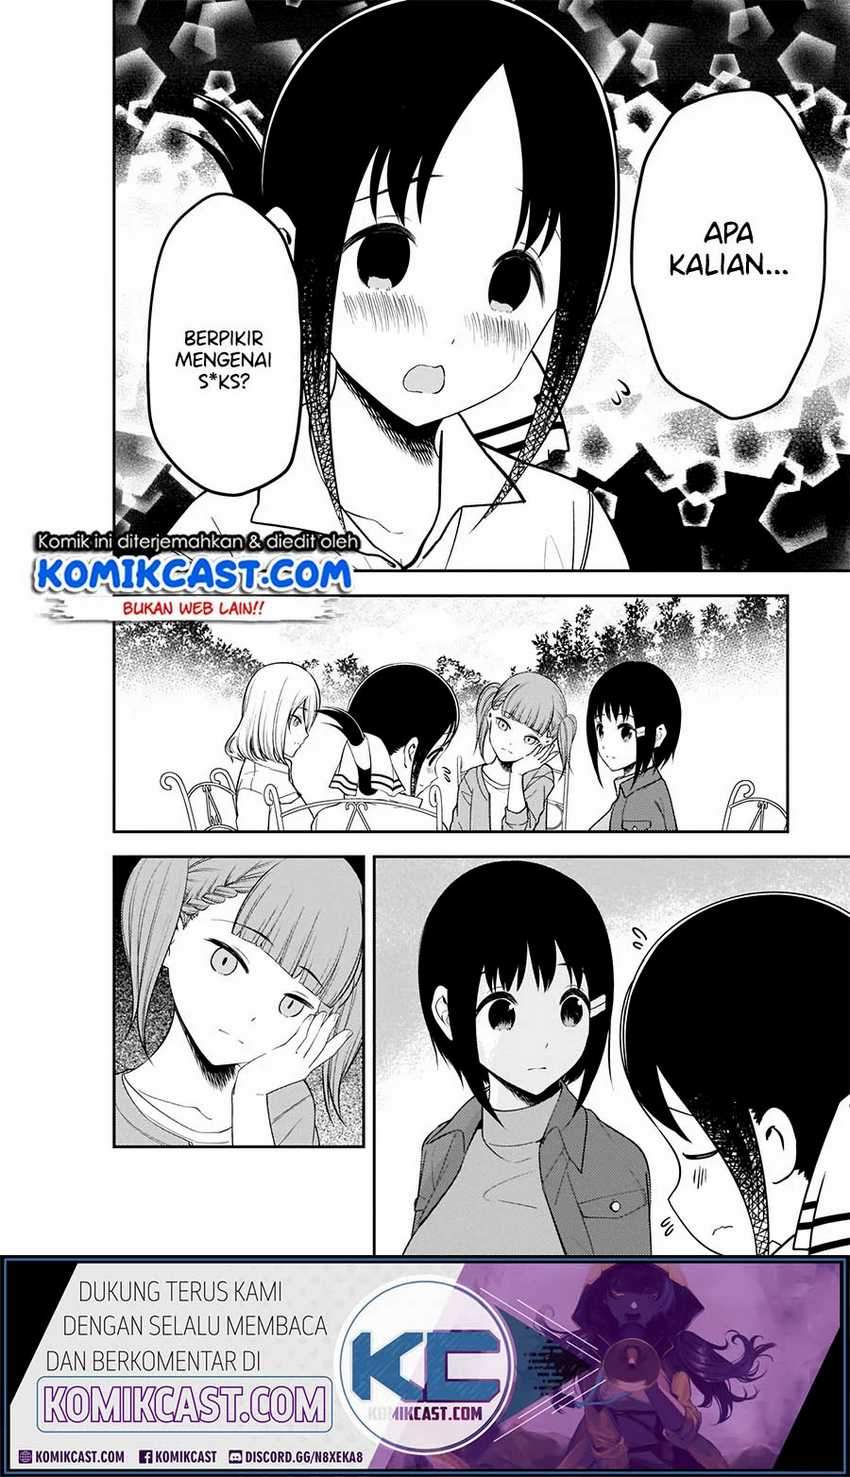 APA
KALIAN...
BERPIKIR
MENGENAI
S*KS?
Komik ini diterjemahkan & diedit oleh
KOMIKCAST.COM
BUKAN WEB LAIN!!
DUKUNG TERUS KAMI
DENGAN SELALU MEMBACA
DAN BERKOMENTAR DI
KOMIKCAST.COM
KC
KOMIKCAST.COM
KOMIKCAST.COM
KOMIKCAST
DISCORD.GG/N8XEKA8